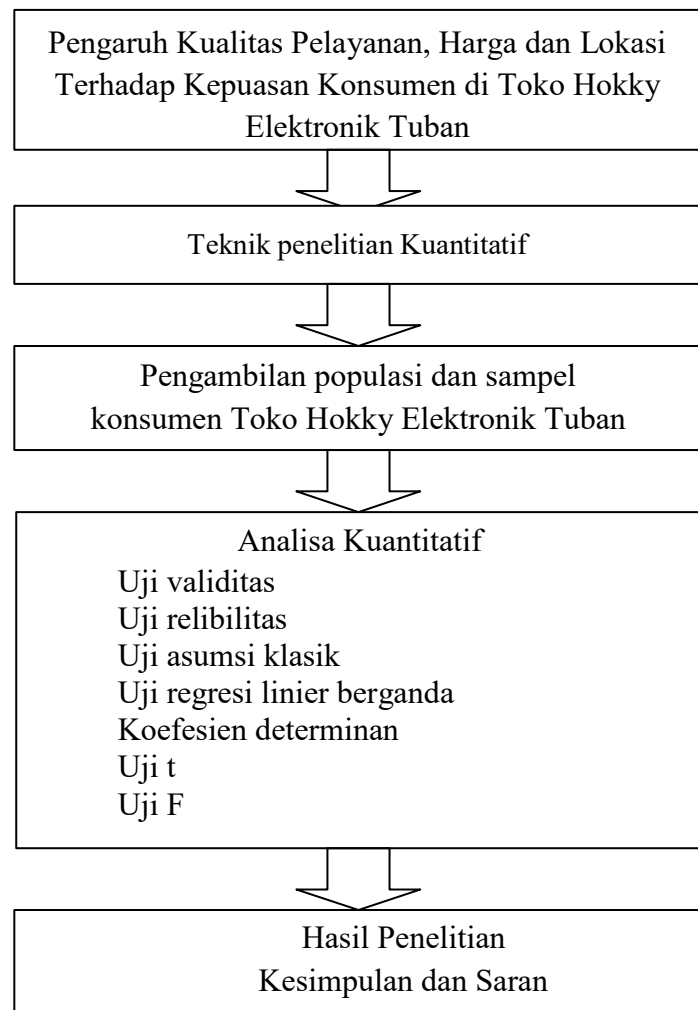 Pengaruh Kualitas Pelayanan, Harga dan Lokasi
Terhadap Kepuasan Konsumen di Toko Hokky
Elektronik Tuban
Teknik penelitian Kuantitatif
Pengambilan populasi dan sampel
konsumen Toko Hokky Elektronik Tuban
Analisa Kuantitatif
Uji validitas
Uji relibilitas
Uji asumsi klasik
Uji regresi linier berganda
Koefesien determinan
Uji t
Uji F
Hasil Penelitian
Kesimpulan dan Saran